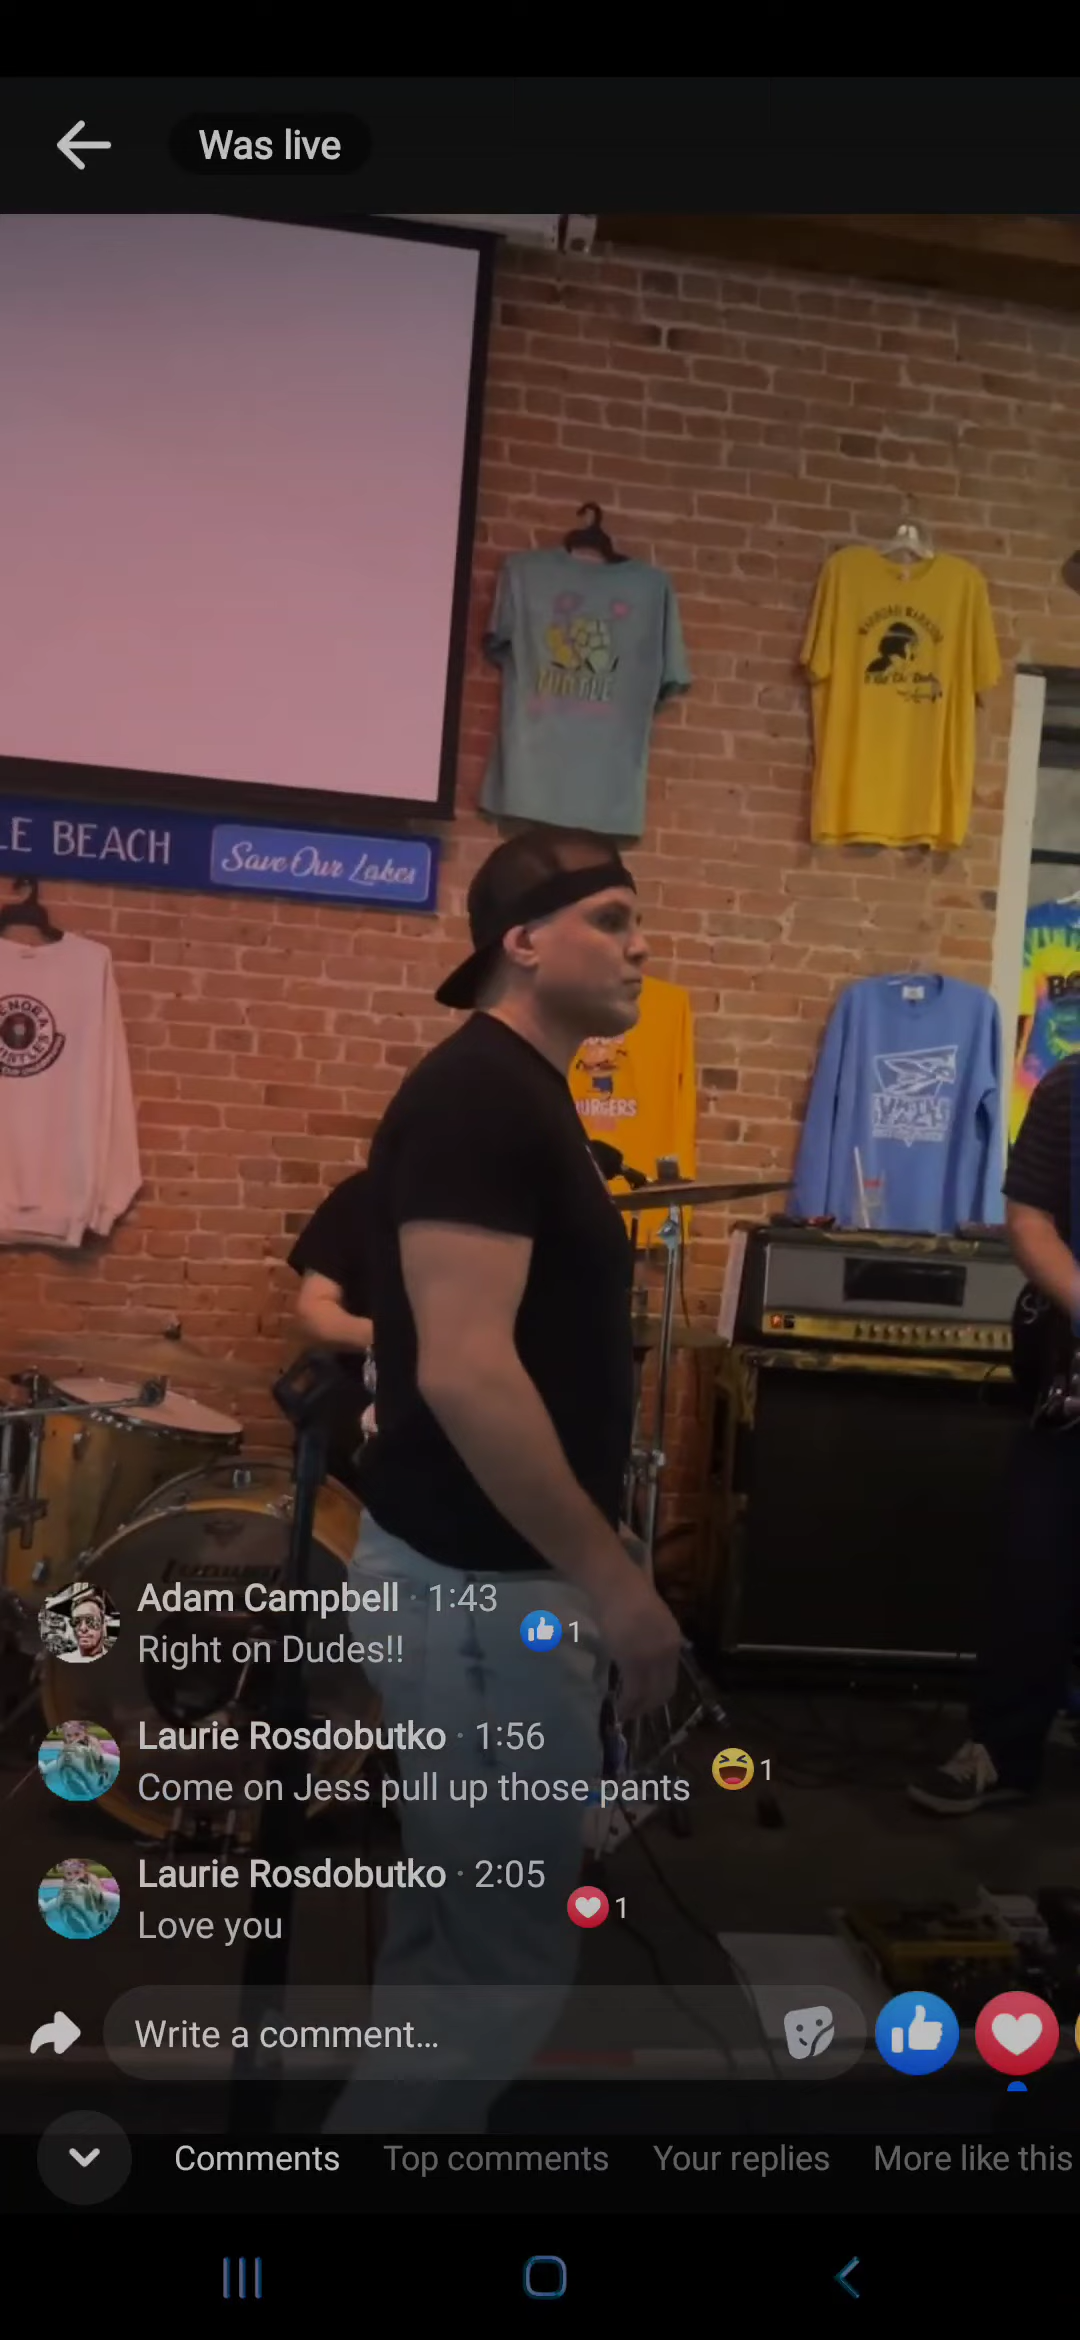 Was live
LE BEACH
Save Our Lakes
BURGERS
Adam Campbell · 1:43
Right on Dudes!!
1
Laurie Rosdobutko · 1:56
Come on Jess pull up those pants
1
Laurie Rosdobutko · 2:05
Love you
1
Write a comment...
Comments
Top comments
Your replies
More like this